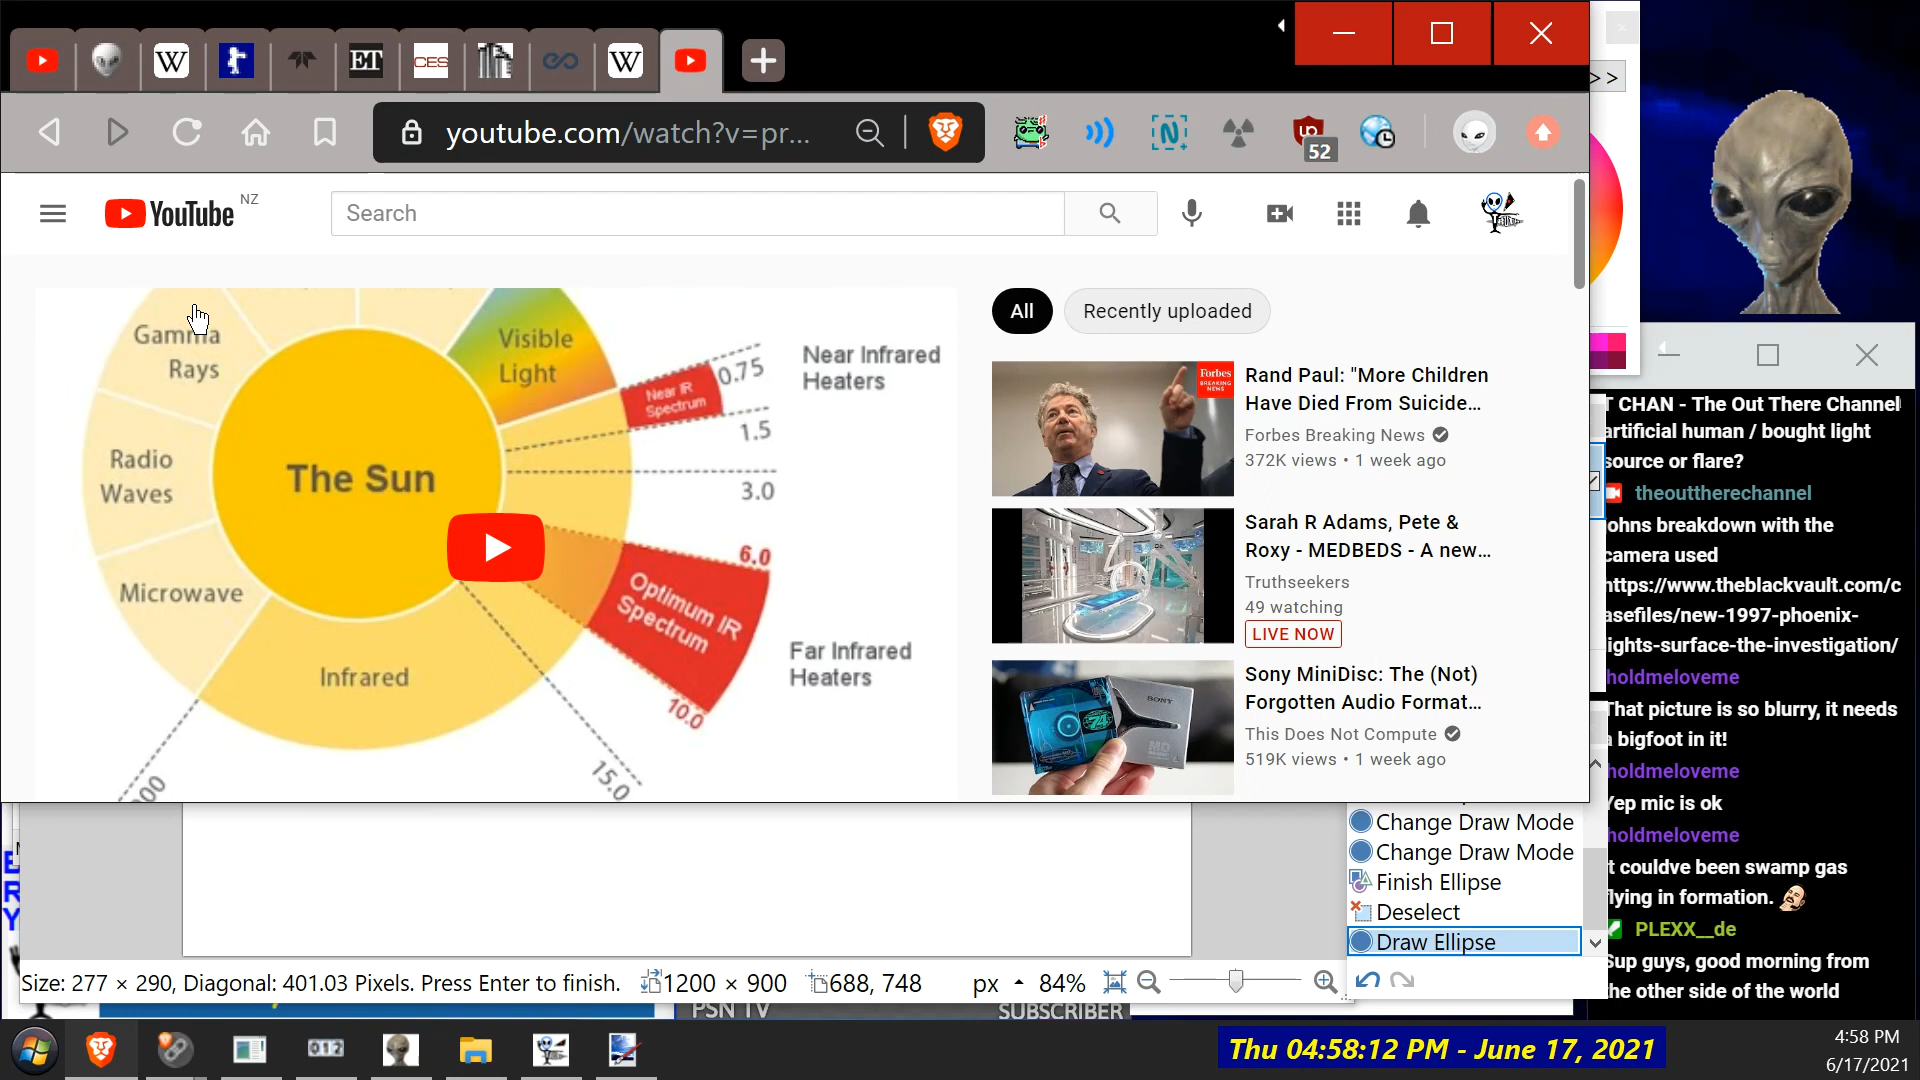 W
ET
CES
W
youtube.com/watch?v=pr...
52
>>
YouTube NZ
Search
Gamma
Rays
Visible
Light
Near IR
Spectrum
0.75
1.5
3.0
Near Infrared
Heaters
Radio
Waves
The Sun
6.0
Optimum IR
Spectrum
10.0
Microwave
Infrared
Far Infrared
Heaters
15.0
All
Recently uploaded
Forbes
BREAKING
NEWS
Rand Paul: "More Children
Have Died From Suicide...
Forbes Breaking News
372K views • 1 week ago
Sarah R Adams, Pete &
Roxy - MEDBEDS - A new...
Truthseekers
49 watching
LIVE NOW
SONY
74
MD
Sony MiniDisc: The (Not)
Forgotten Audio Format...
This Does Not Compute
519K views • 1 week ago
T CHAN - The Out There Channel
artificial human / bought light
source or flare?
theouttherechannel
ohns breakdown with the
camera used
https://www.theblackvault.com/c
asefiles/new-1997-phoenix-
ights-surface-the-investigation/
holdmeloveme
That picture is so blurry, it needs
a bigfoot in it!
holdmeloveme
Yep mic is ok
holdmeloveme
t couldve been swamp gas
flying in formation.
PLEXX__de
Sup guys, good morning from
the other side of the world
Change Draw Mode
Change Draw Mode
Finish Ellipse
Deselect
Draw Ellipse
E
R
Y
Size: 277 × 290, Diagonal: 401.03 Pixels. Press Enter to finish.
1200 × 900
688, 748
px
84%
PSN TV
SUBSCRIBER
012
Thu 04:58:12 PM - June 17, 2021
4:58 PM
6/17/2021